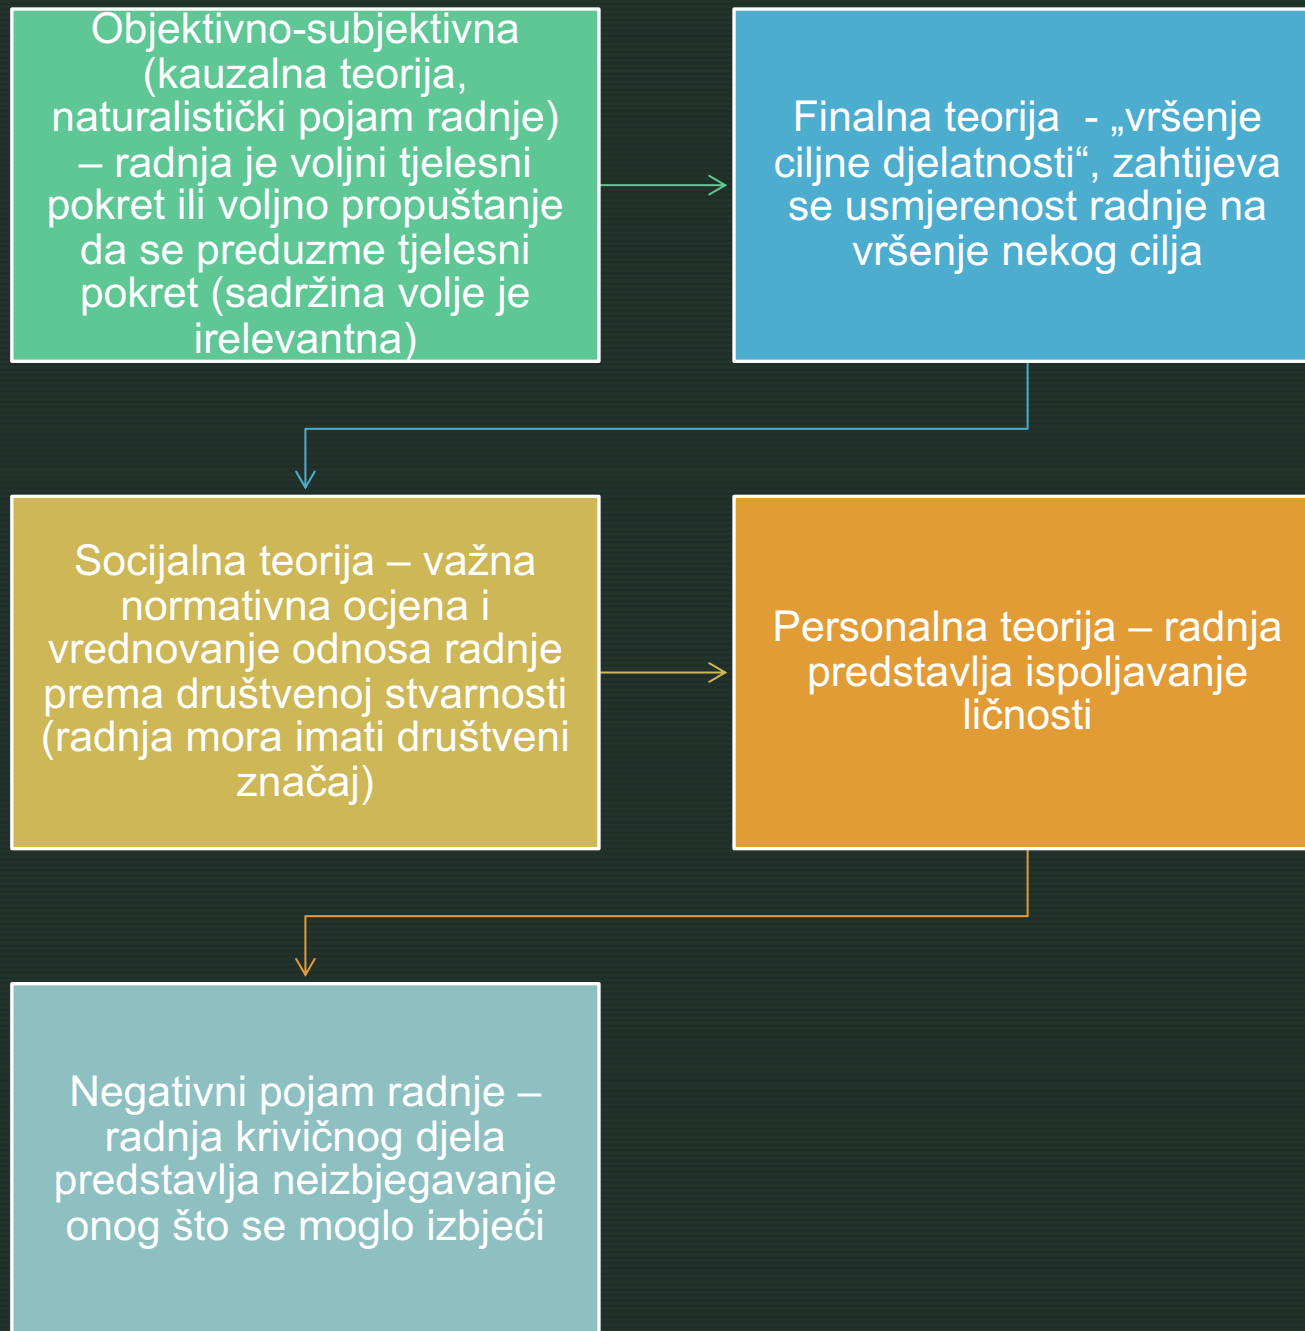 Objektivno-subjektivna
(kauzalna teorija,
naturalistički pojam radnje)
– radnja je voljni tjelesni
pokret ili voljno propuštanje
da se preduzme tjelesni
pokret (sadržina volje je
irelevantna)
Finalna teorija  - „vršenje
ciljne djelatnosti“, zahtijeva
se usmjerenost radnje na
vršenje nekog cilja
Socijalna teorija – važna
normativna ocjena i
vrednovanje odnosa radnje
prema društvenoj stvarnosti
(radnja mora imati društveni
značaj)
Personalna teorija – radnja
predstavlja ispoljavanje
ličnosti
Negativni pojam radnje –
radnja krivičnog djela
predstavlja neizbjegavanje
onog što se moglo izbjeći